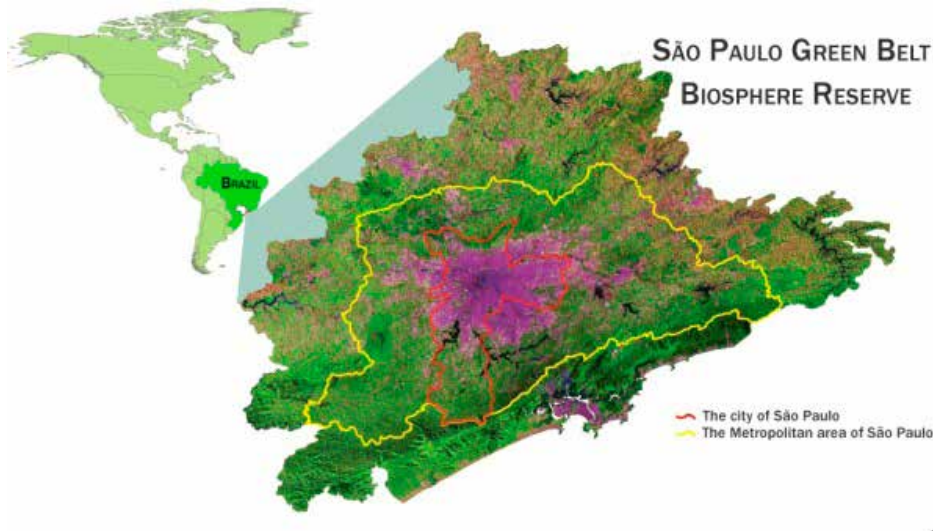 SÃO PAULO GREEN BELT
BIOSPHERE RESERVE
BRAZIL
The city of São Paulo
The Metropolitan area of São Paulo